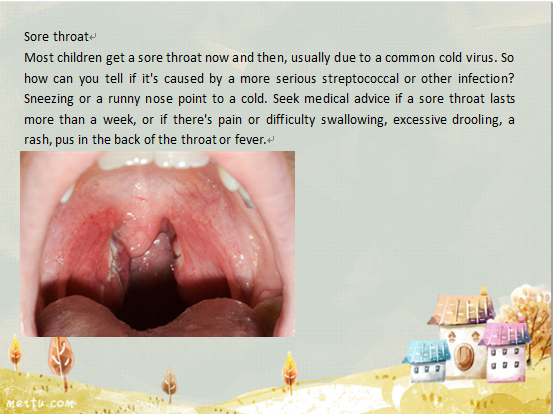 Sore throat
Most children get a sore throat now and then, usually due to a common cold virus. So
how can you tell if it's caused by a more serious streptococcal or other infection?
Sneezing or a runny nose point to a cold. Seek medical advice if a sore throat lasts
more than a week, or if there's pain or difficulty swallowing, excessive drooling, a
rash, pus in the back of the throat or fever.
meitu.com